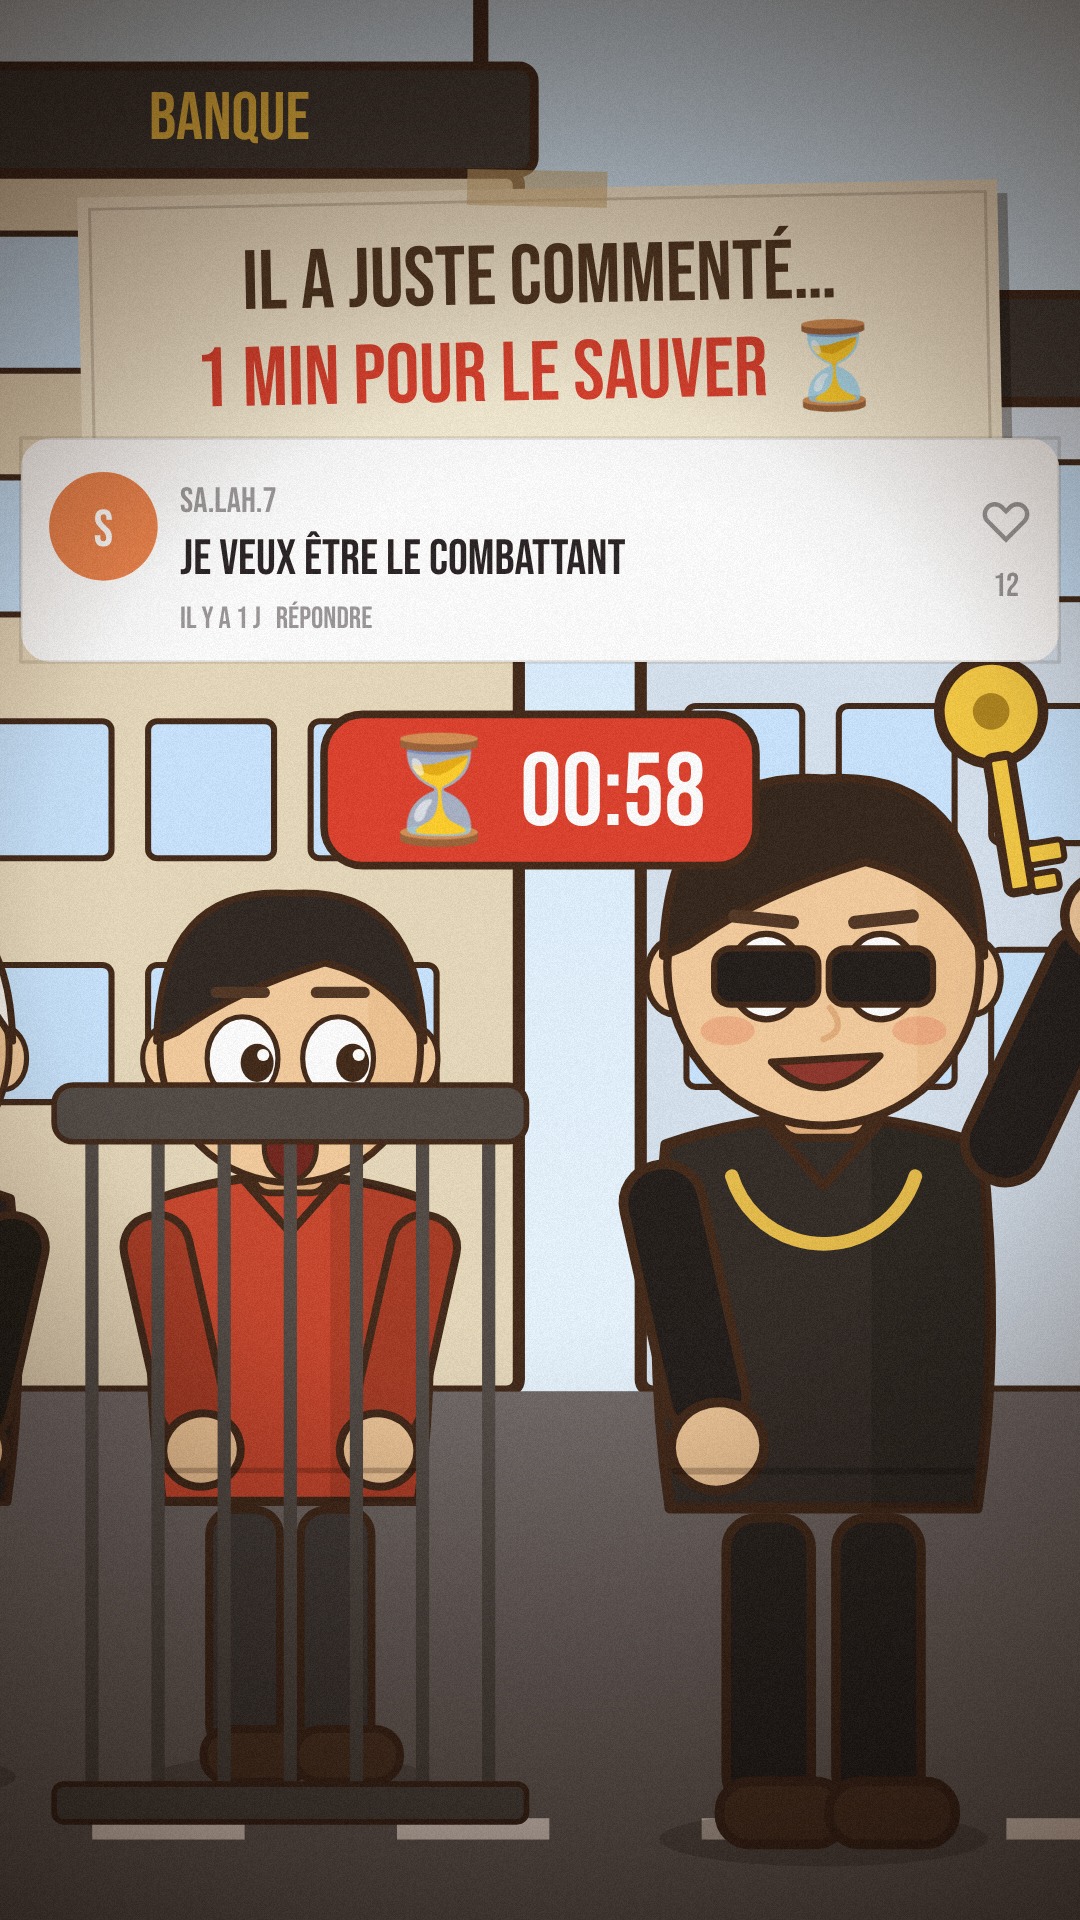 BANQUE
IL A JUSTE COMMENTÉ...
1 MIN POUR LE SAUVER ⏳
S
SA.LAH.7
JE VEUX ÊTRE LE COMBATTANT
12
IL Y A 1 J RÉPONDRE
⏳ 00:58